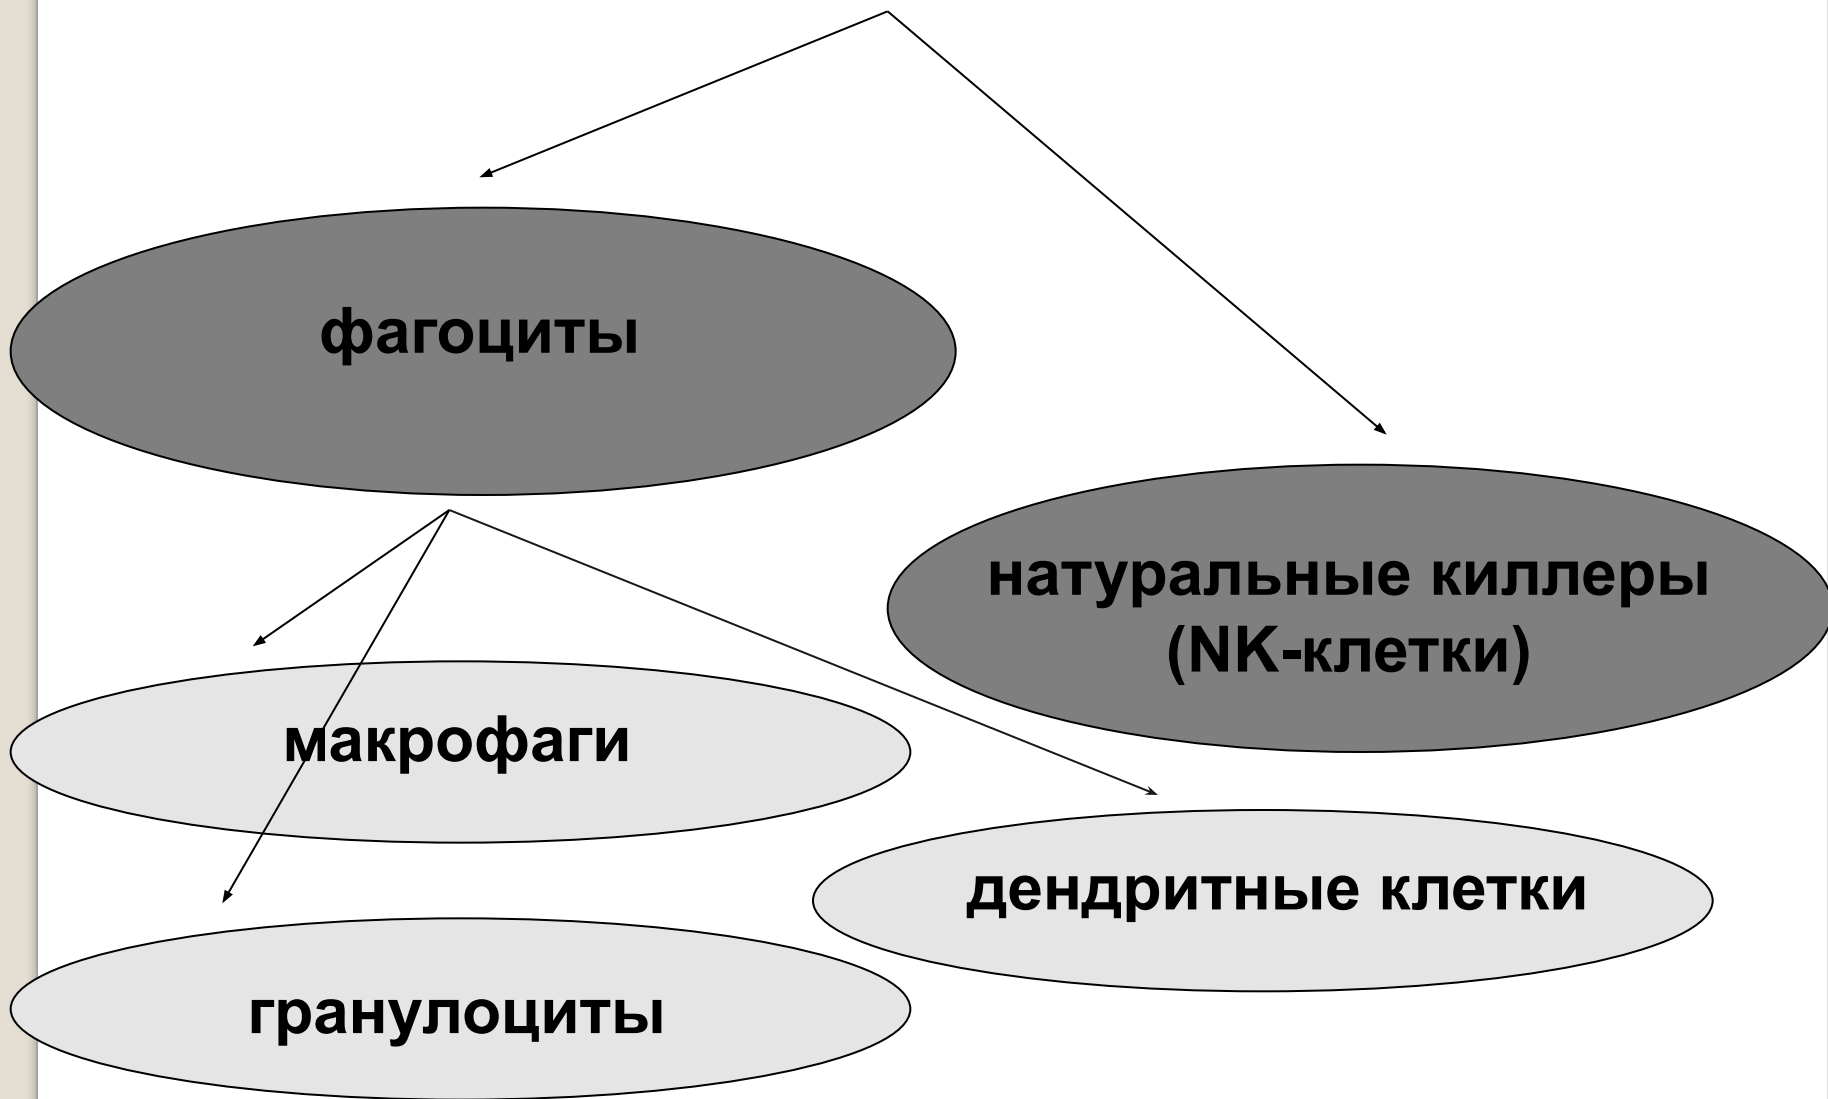 фагоциты
натуральные киллеры
(NK-клетки)
макрофаги
дендритные клетки
гранулоциты